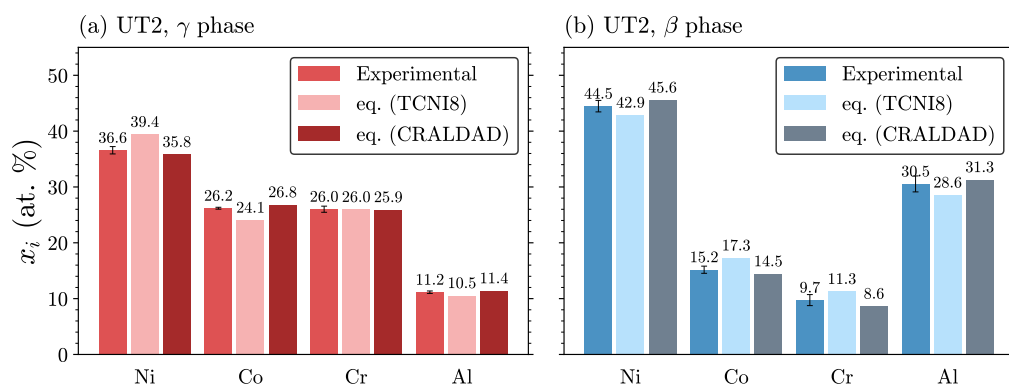 (a) UT2, γ phase
(b) UT2, β phase
x_i (at. %)
50
40
30
20
10
0
Experimental
eq. (TCNI8)
eq. (CRALDAD)
36.6
39.4
35.8
26.2
24.1
26.8
26.0
26.0
25.9
11.2
10.5
11.4
Ni
Co
Cr
Al
Experimental
eq. (TCNI8)
eq. (CRALDAD)
44.5
42.9
45.6
15.2
17.3
14.5
9.7
11.3
8.6
30.5
28.6
31.3
Ni
Co
Cr
Al